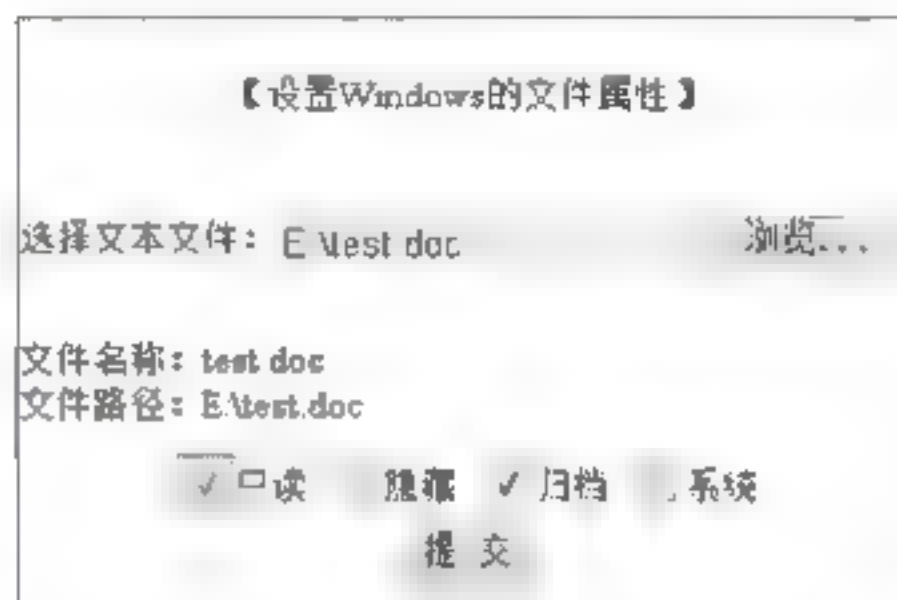 【设置Windows的文件属性】
选择文本文件: E:\test.doc 浏览...
文件名称: test.doc
文件路径: E:\test.doc
✓ 只读 隐藏 ✓ 归档 系统
提 交